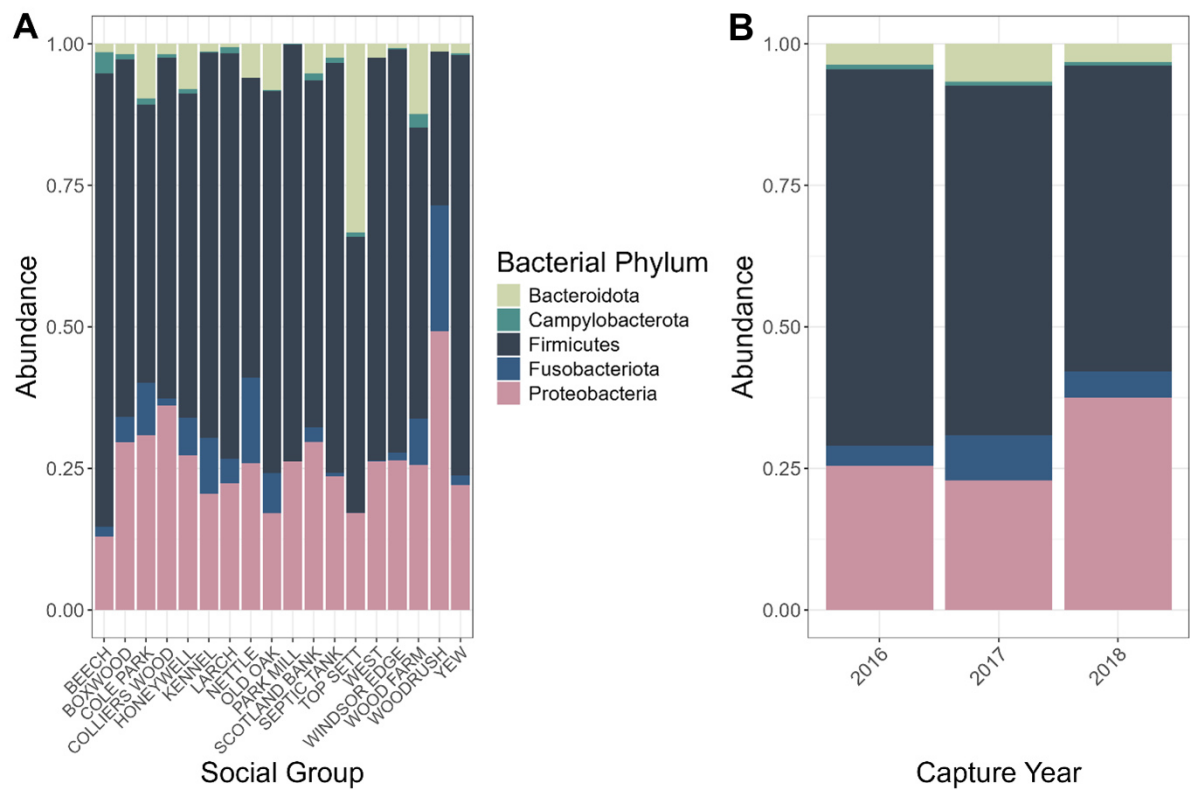 A
Abundance
1.00
0.75
0.50
0.25
0.00
BEECH
BOXWOOD
COLE PARK
COLLIERS WOOD
HONEYWELL
KENNEL
LARCH
NETTLE
OLD OAK
PARK MILL
SCOTLAND BANK
SEPTIC TANK
TOP SETT
WEST
WINDSOR EDGE
WOOD FARM
WOODRUSH
YEW
Social Group
Bacterial Phylum
Bacteroidota
Campylobacterota
Firmicutes
Fusobacteriota
Proteobacteria
B
Abundance
1.00
0.75
0.50
0.25
0.00
2016
2017
2018
Capture Year